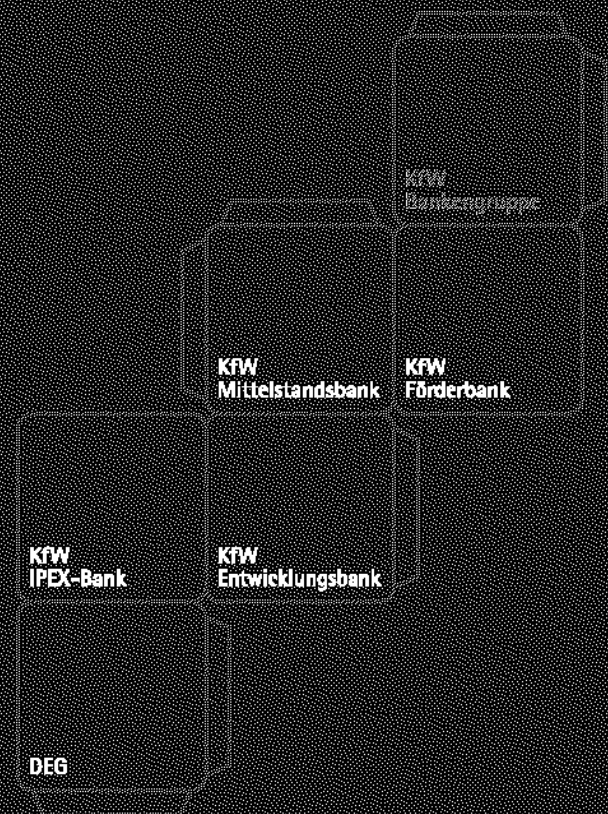 KfW
Bankengruppe
KfW
Mittelstandsbank
KfW
Förderbank
KfW
IPEX-Bank
KfW
Entwicklungsbank
DEG